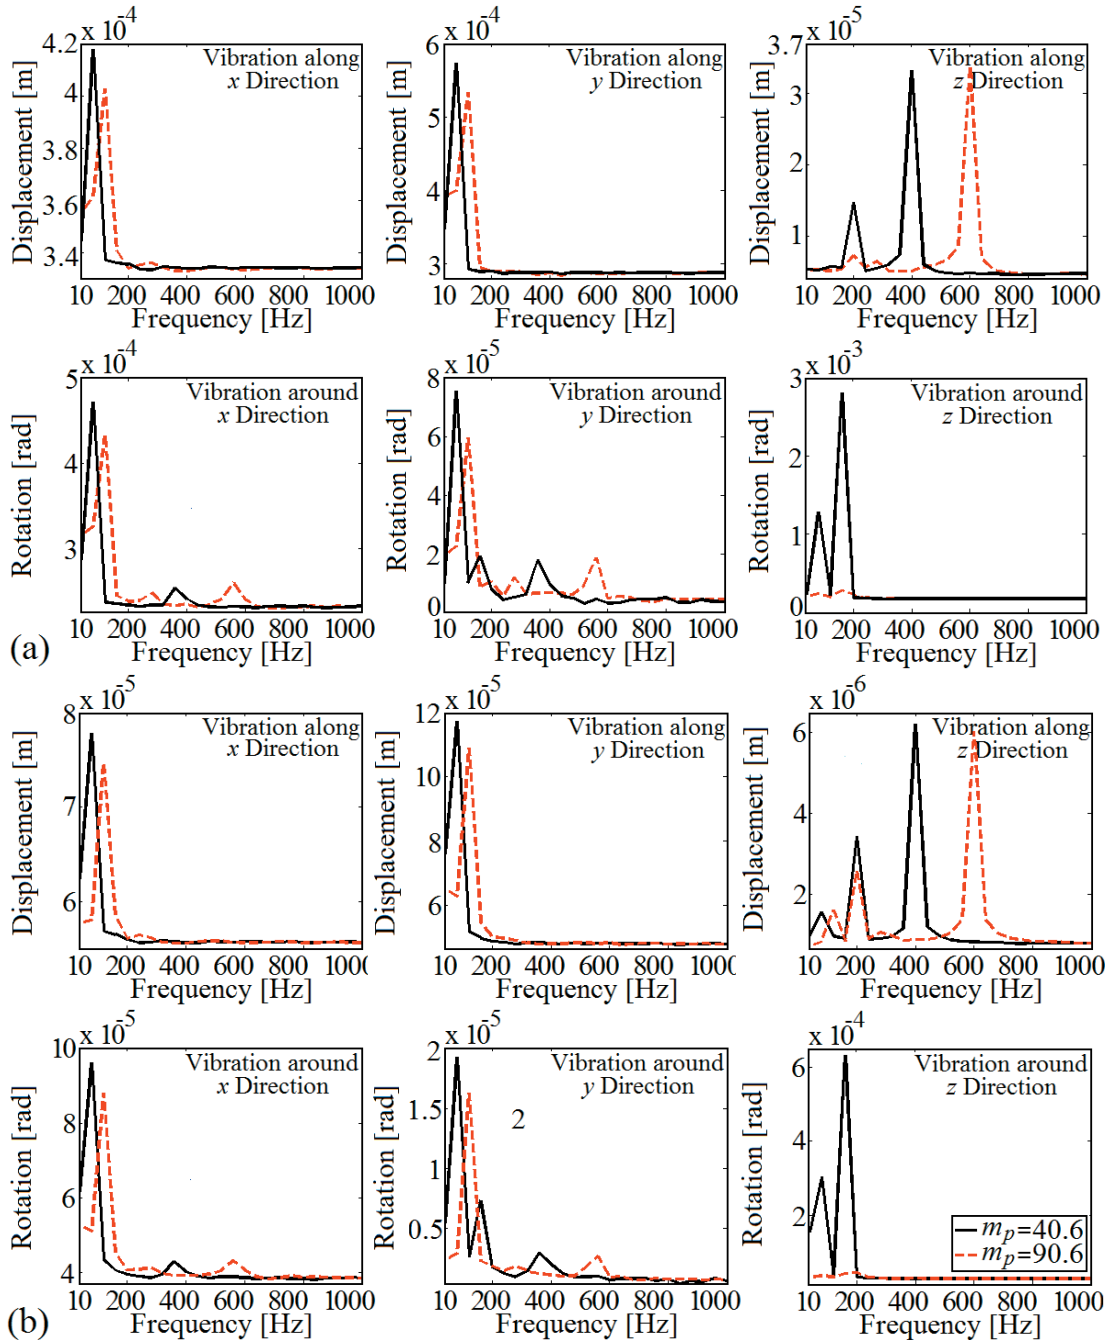 x 10-4
4.2
4
3.8
3.6
3.4
Displacement [m]
Vibration along
x Direction
10 200 400 600 800 1000
Frequency [Hz]
x 10-4
6
5
4
3
Displacement [m]
Vibration along
y Direction
10 200 400 600 800 1000
Frequency [Hz]
x 10-5
3.7
3
2
1
Displacement [m]
Vibration along
z Direction
10 200 400 600 800 1000
Frequency [Hz]
x 10-4
5
4
3
Rotation [rad]
Vibration around
x Direction
10 200 400 600 800 1000
Frequency [Hz]
x 10-5
8
6
4
2
0
Rotation [rad]
Vibration around
y Direction
10 200 400 600 800 1000
Frequency [Hz]
x 10-3
3
2
1
0
Rotation [rad]
Vibration around
z Direction
10 200 400 600 800 1000
Frequency [Hz]
(a)
x 10-5
8
7
6
Displacement [m]
Vibration along
x Direction
10 200 400 600 800 1000
Frequency [Hz]
x 10-5
12
10
8
6
Displacement [m]
Vibration along
y Direction
10 200 400 600 800 1000
Frequency [Hz]
x 10 6
6
4
2
Displacement [m]
Vibration along
z Direction
10 200 400 600 800 1000
Frequency [Hz]
x 10-5
10
8
6
4
Rotation [rad]
Vibration around
x Direction
10 200 400 600 800 1000
Frequency [Hz]
x 10-5
2
1.5
1
0.5
Rotation [rad]
Vibration around
y Direction
2
10 200 400 600 800 1000
Frequency [Hz]
x 10-4
6
4
2
Rotation [rad]
Vibration around
z Direction
mp=40.6
mp=90.6
10 200 400 600 800 1000
Frequency [Hz]
(b)